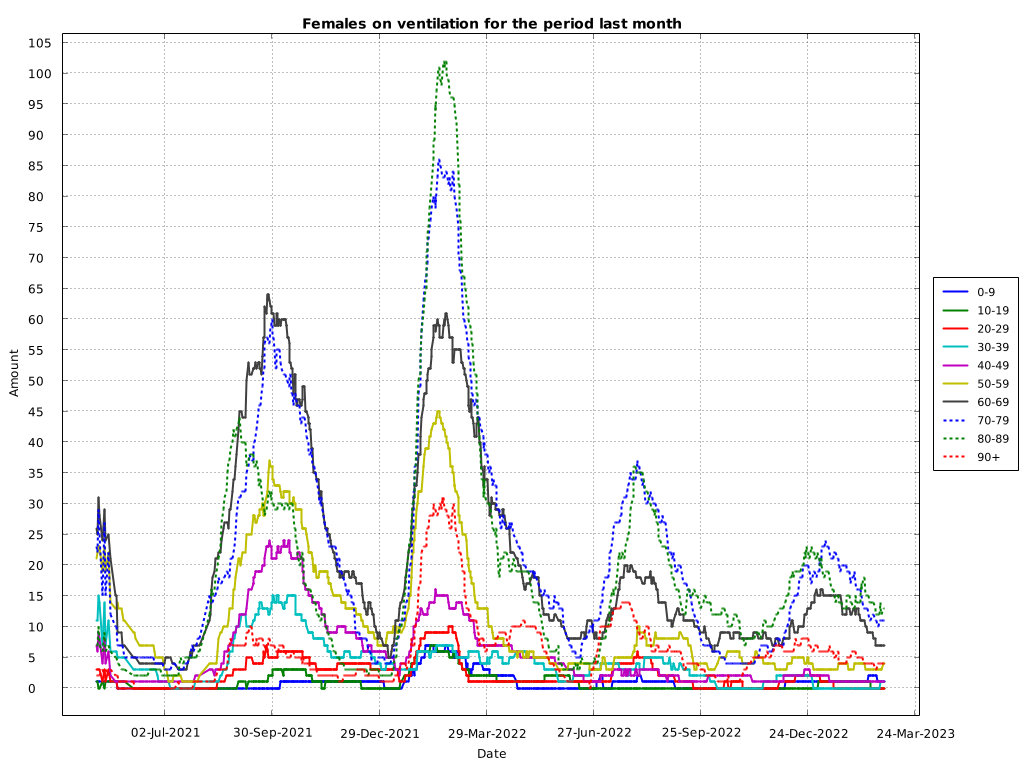 Females on ventilation for the period last month
105
100
95
90
85
80
75
70
65
60
55
50
45
40
35
30
25
20
15
10
5
0
Amount
02-Jul-2021
30-Sep-2021
29-Dec-2021
29-Mar-2022
27-Jun-2022
25-Sep-2022
24-Dec-2022
24-Mar-2023
Date
0-9
10-19
20-29
30-39
40-49
50-59
60-69
70-79
80-89
90+